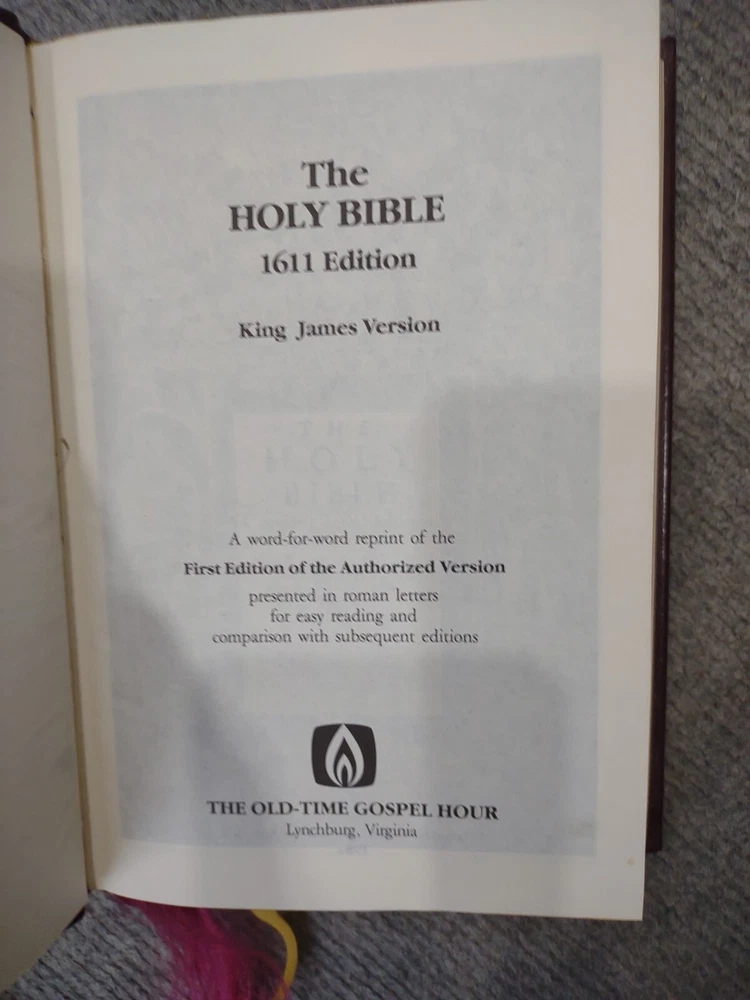 The
HOLY BIBLE
1611 Edition
King James Version
A word-for-word reprint of the
First Edition of the Authorized Version
presented in roman letters
for easy reading and
comparison with subsequent editions
THE OLD-TIME GOSPEL HOUR
Lynchburg, Virginia